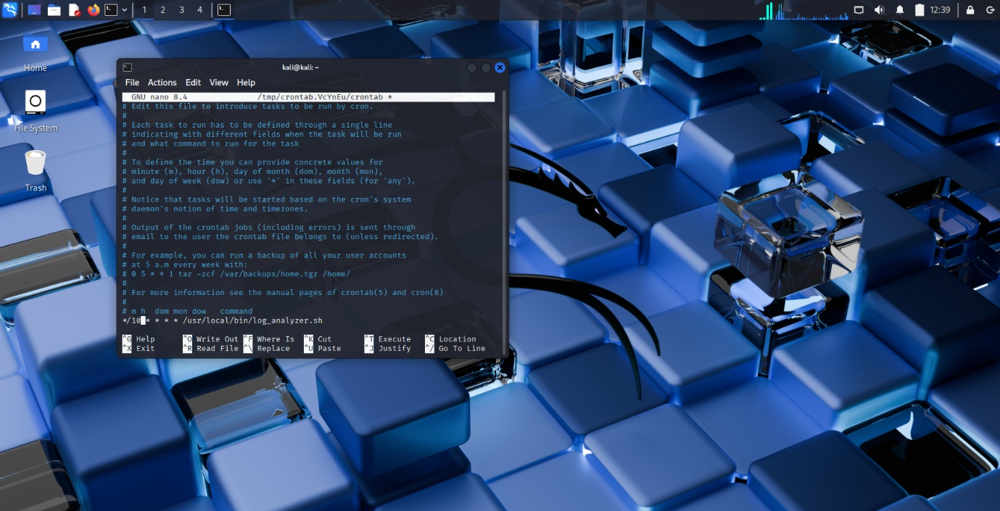 1 2 3 4 12:39
Home
File System
Trash
kali@kali: ~
File Actions Edit View Help
GNU nano 8.4 /tmp/crontab.VcYnEu/crontab *
# Edit this file to introduce tasks to be run by cron.
#
# Each task to run has to be defined through a single line
# indicating with different fields when the task will be run
# and what command to run for the task
#
# To define the time you can provide concrete values for
# minute (m), hour (h), day of month (dom), month (mon),
# and day of week (dow) or use '*' in these fields (for 'any').
#
# Notice that tasks will be started based on the cron's system
# daemon's notion of time and timezones.
#
# Output of the crontab jobs (including errors) is sent through
# email to the user the crontab file belongs to (unless redirected).
#
# For example, you can run a backup of all your user accounts
# at 5 a.m every week with:
# 0 5 * * 1 tar -zcf /var/backups/home.tgz /home/
#
# For more information see the manual pages of crontab(5) and cron(8)
#
# m h  dom mon dow   command
*/10 * * * * /usr/local/bin/log_analyzer.sh
^G Help ^O Write Out ^F Where Is ^K Cut ^T Execute ^C Location
^X Exit ^R Read File ^\ Replace ^U Paste ^J Justify ^/ Go To Line